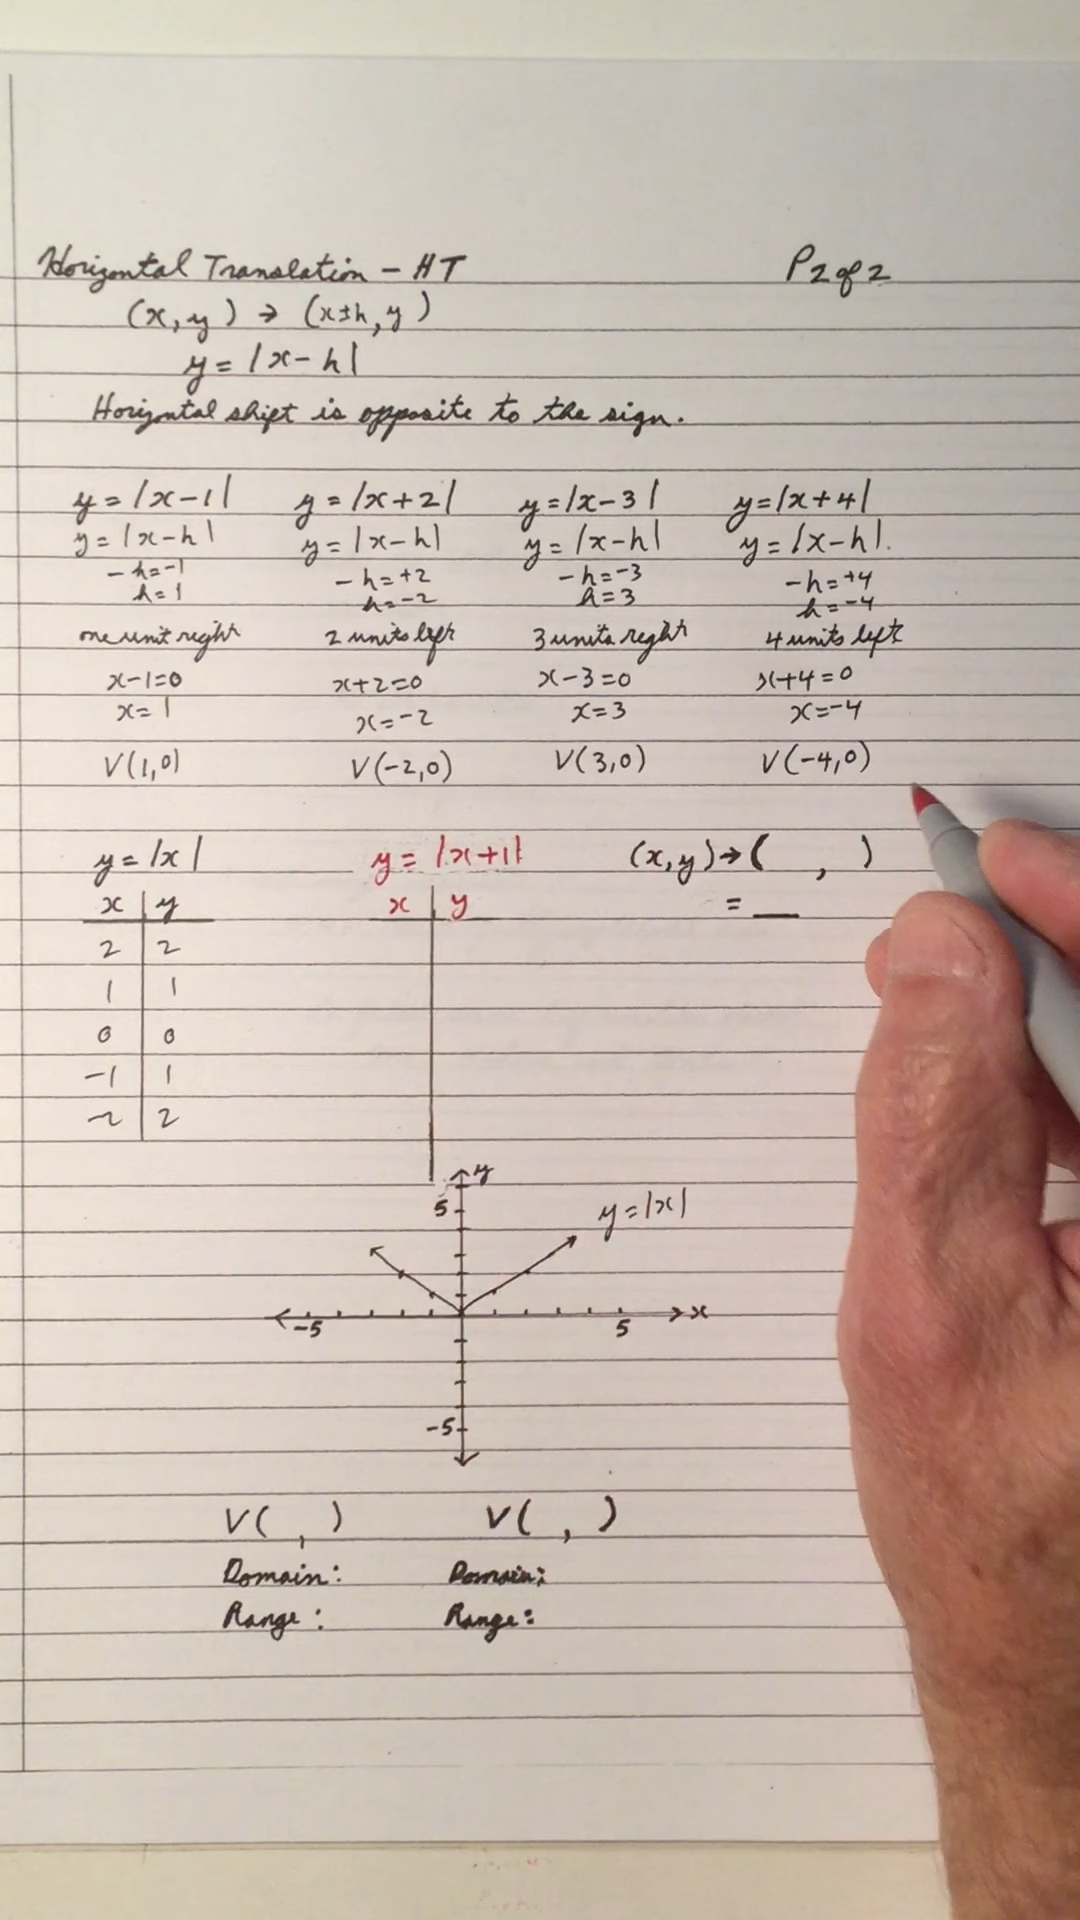 Horizontal Translation - HT P2 of 2
(x, y) → (x±h, y)
y = |x - h|
Horizontal shift is opposite to the sign.
y = |x-1| y = |x+2| y = |x-3| y = |x+4|
y = |x-h| y = |x-h| y = |x-h| y = |x-h|.
-h=-1 -h=+2 -h=-3 -h=+4
h=1 h=-2 h=3 h=-4
one unit right 2 units left 3 units right 4 units left
x-1=0 x+2=0 x-3=0 x+4=0
x=1 x=-2 x=3 x=-4
V(1,0) V(-2,0) V(3,0) V(-4,0)
y = |x| y = |x+1| (x,y)→( , )
x y x y = __
2 2
1 1
0 0
-1 1
-2 2
y
5 y=|x|
-5 5 x
-5
V( , ) V( , )
Domain: Domain:
Range: Range: